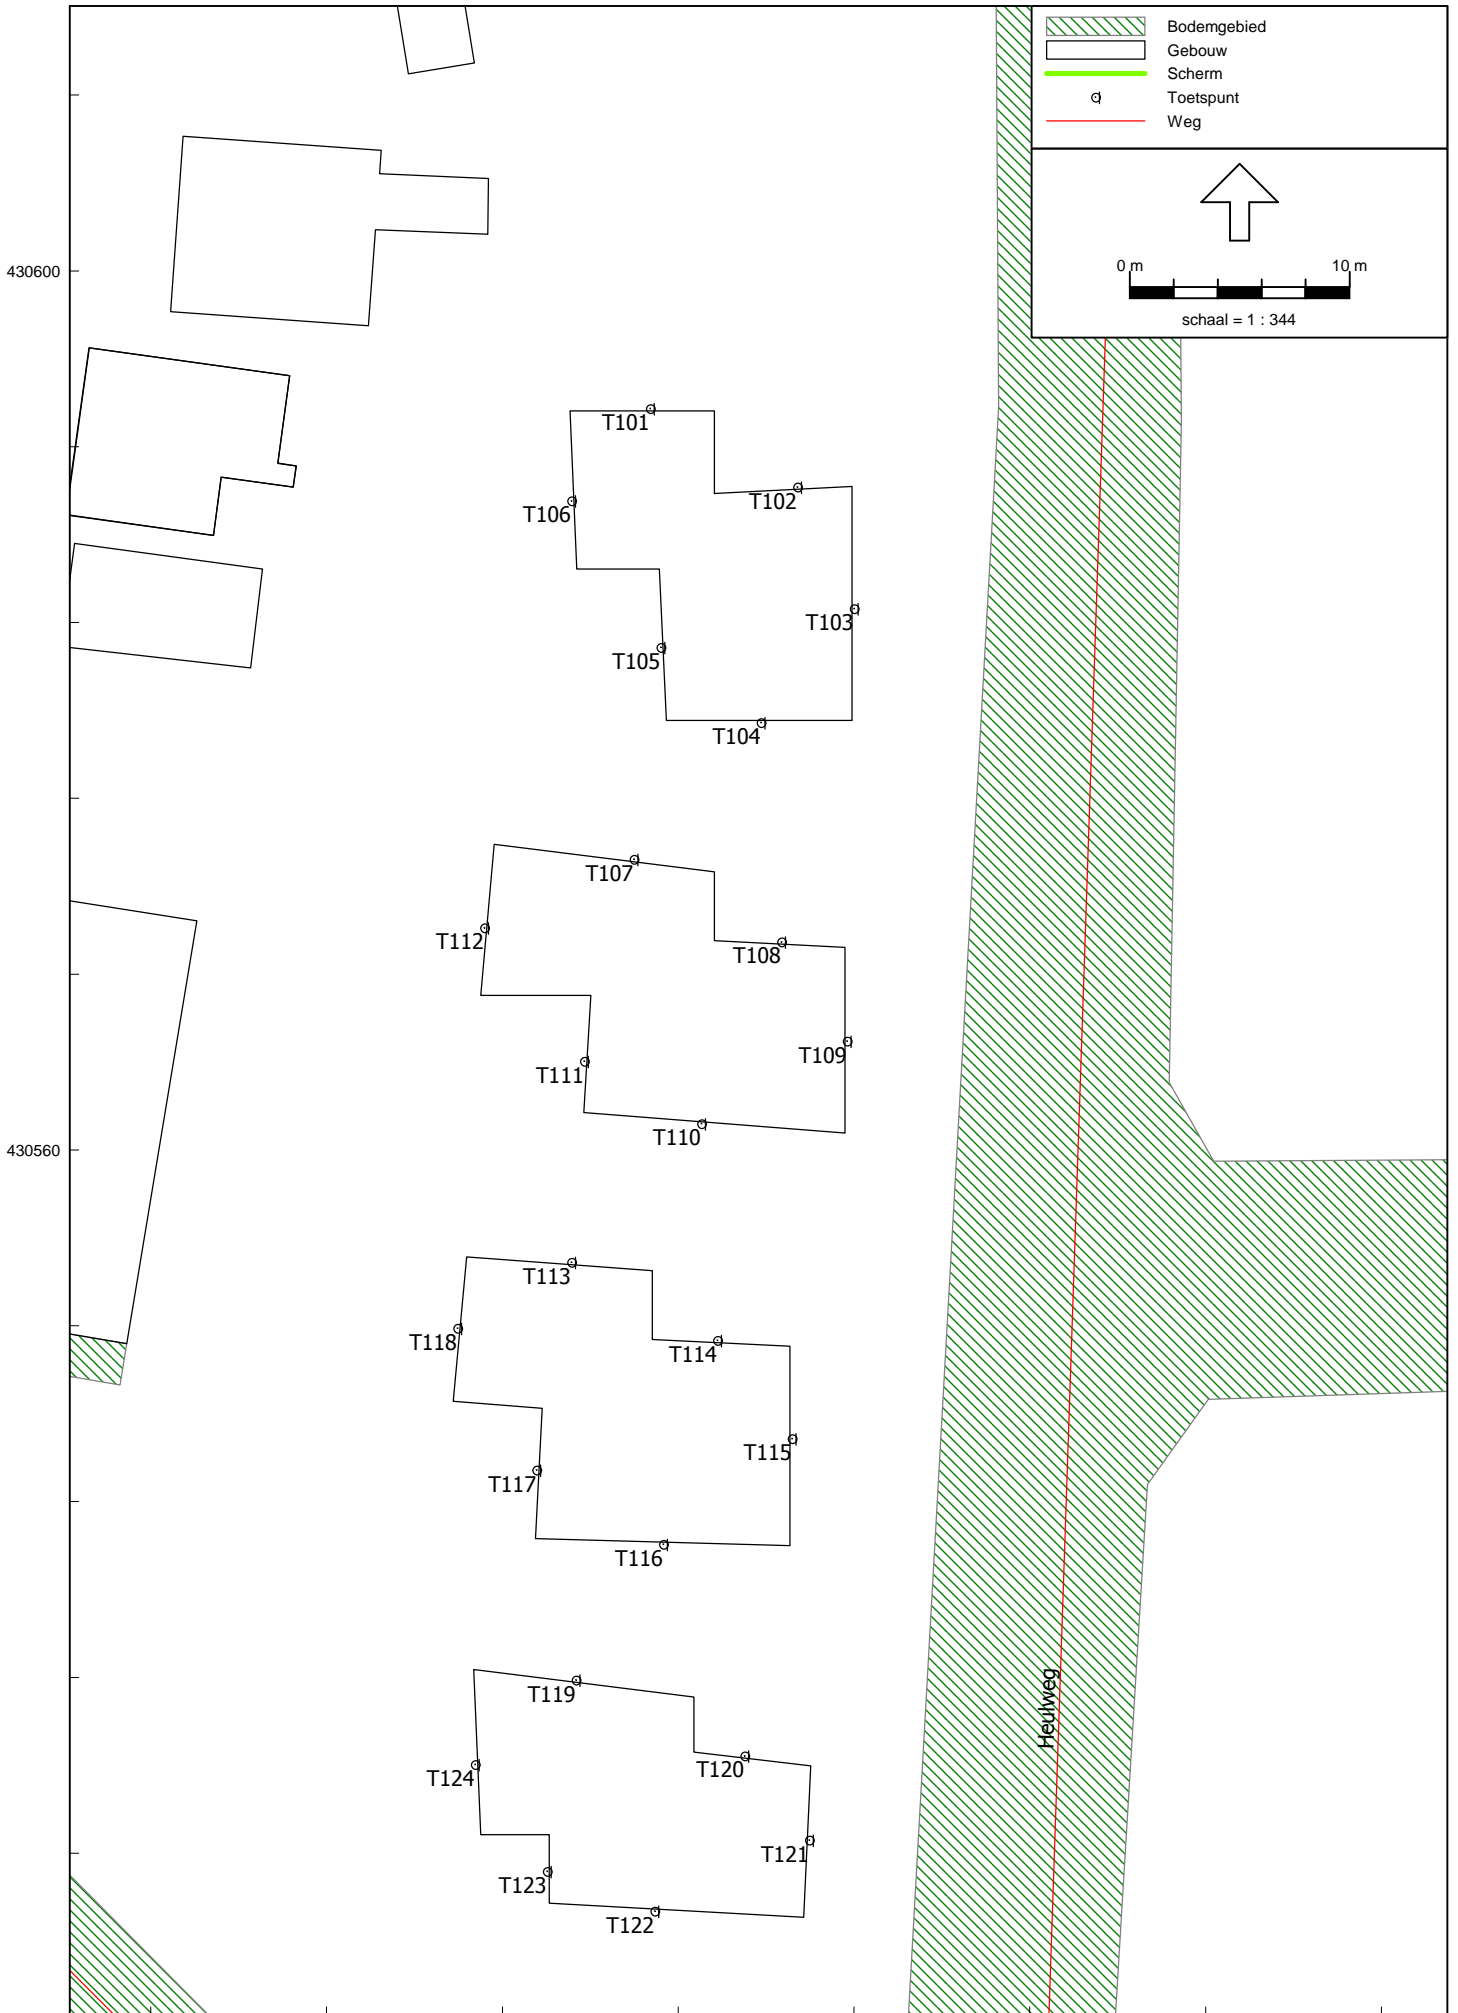 Bodemgebied
Gebouw
Scherm
Toetspunt
Weg
0 m 10 m
schaal = 1 : 344
430600
T101
T102
T106
T103
T105
T104
T107
T112
T108
T109
T111
T110
430560
T113
T118
T114
T115
T117
T116
Heulweg
T119
T120
T124
T121
T123
T122